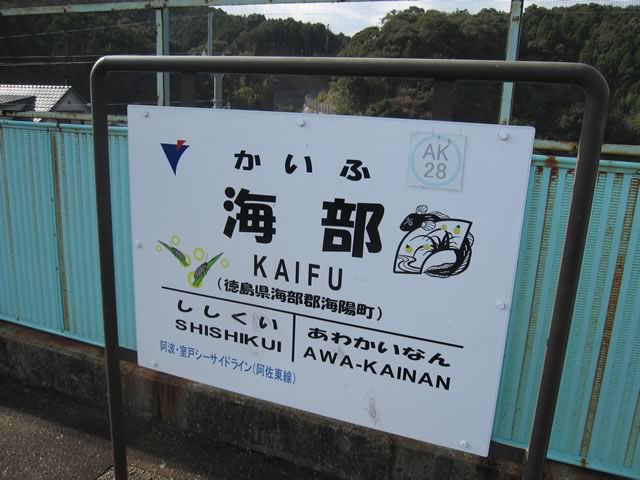 かいふ
AK
28
海部
KAIFU
(徳島県海部郡海陽町)
ししくい
SHISHIKUI
あわかいなん
AWA-KAINAN
阿波・室戸シーサイドライン(阿佐東線)